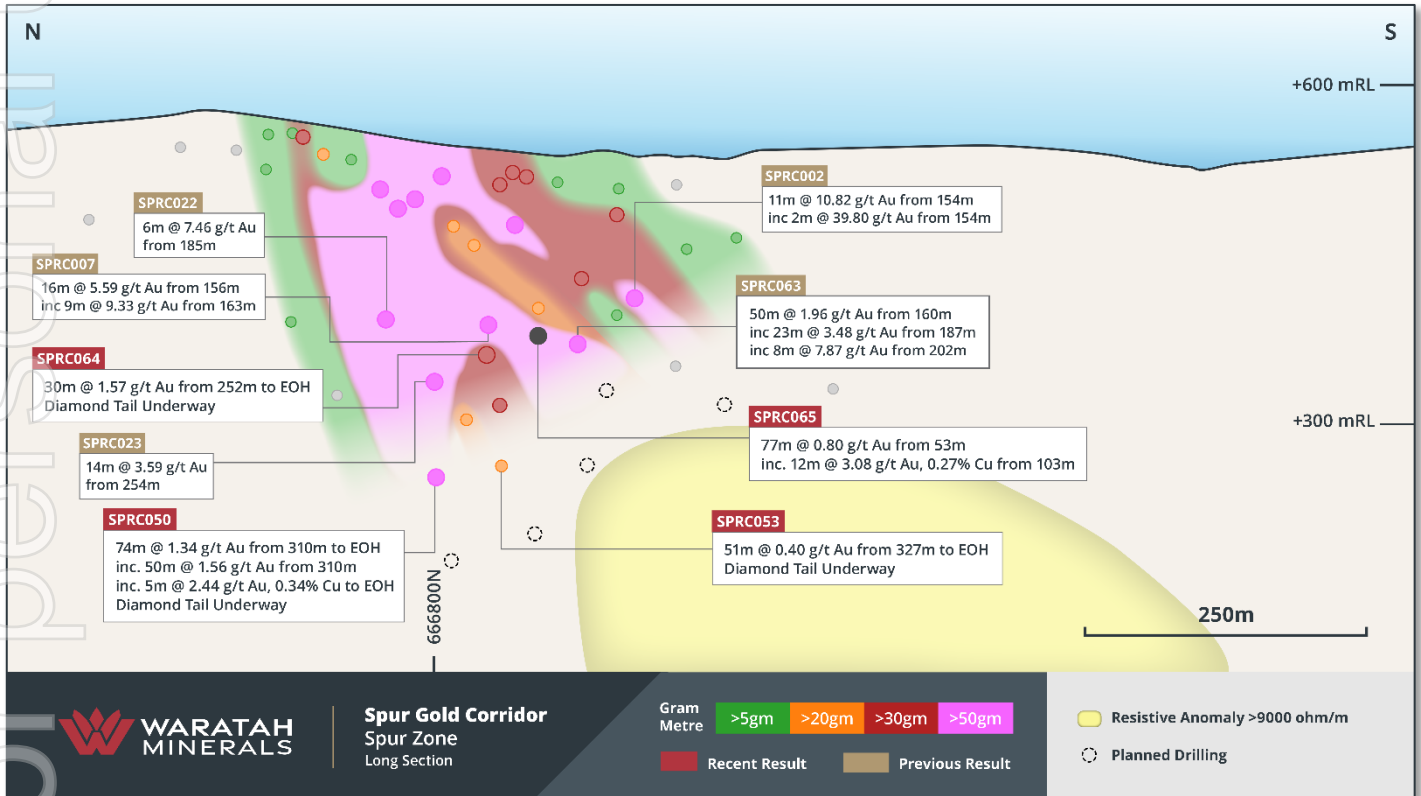 N
S
+600 mRL
SPRC002
11m @ 10.82 g/t Au from 154m
inc 2m @ 39.80 g/t Au from 154m
SPRC022
6m @ 7.46 g/t Au
from 185m
SPRC007
16m @ 5.59 g/t Au from 156m
inc 9m @ 9.33 g/t Au from 163m
SPRC063
50m @ 1.96 g/t Au from 160m
inc 23m @ 3.48 g/t Au from 187m
inc 8m @ 7.87 g/t Au from 202m
SPRC064
30m @ 1.57 g/t Au from 252m to EOH
Diamond Tail Underway
+300 mRL
SPRC065
77m @ 0.80 g/t Au from 53m
inc. 12m @ 3.08 g/t Au, 0.27% Cu from 103m
SPRC023
14m @ 3.59 g/t Au
from 254m
SPRC050
74m @ 1.34 g/t Au from 310m to EOH
inc. 50m @ 1.56 g/t Au from 310m
inc. 5m @ 2.44 g/t Au, 0.34% Cu to EOH
Diamond Tail Underway
SPRC053
51m @ 0.40 g/t Au from 327m to EOH
Diamond Tail Underway
666800N
250m
WARATAH
MINERALS
Spur Gold Corridor
Spur Zone
Long Section
Gram
Metre
>5gm
>20gm
>30gm
>50gm
Recent Result
Previous Result
Resistive Anomaly >9000 ohm/m
Planned Drilling
personal